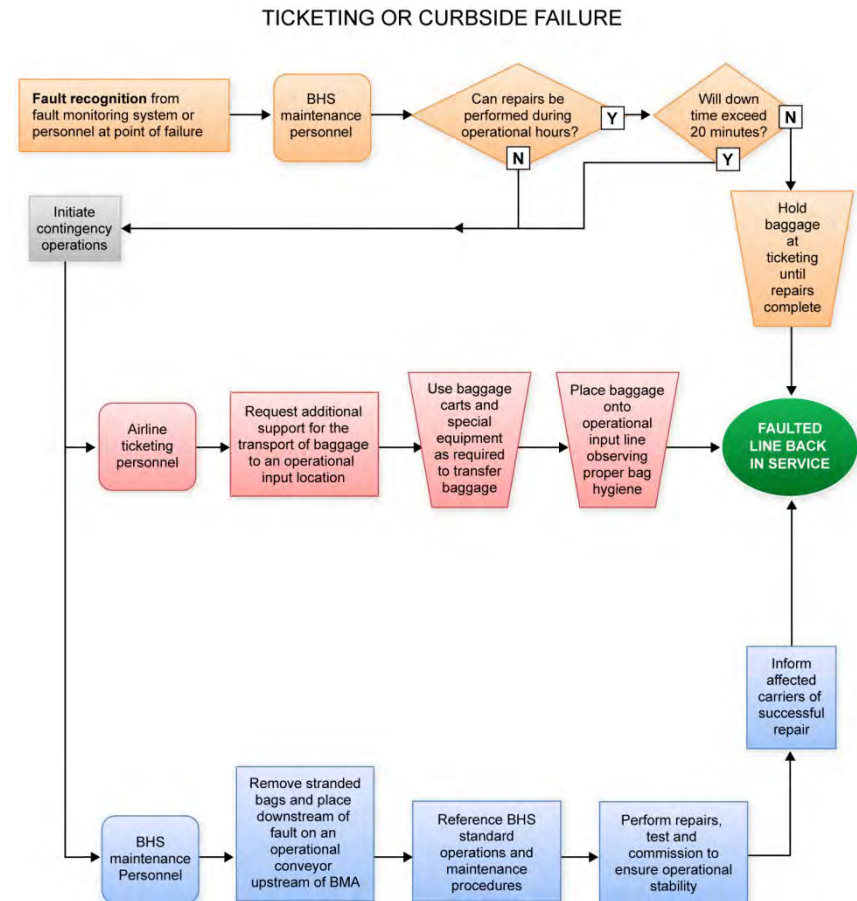 TICKETING OR CURBSIDE FAILURE
Fault recognition from
fault monitoring system or
personnel at point of failure
BHS
maintenance
personnel
Can repairs be
performed during
operational hours?
Y
N
Will down
time exceed
20 minutes?
N
Y
Initiate
contingency
operations
Hold
baggage
at
ticketing
until
repairs
complete
Airline
ticketing
personnel
Request additional
support for the
transport of baggage
to an operational
input location
Use baggage
carts and
special
equipment
as required
to transfer
baggage
Place baggage
onto
operational
input line
observing
proper bag
hygiene
FAULTED
LINE BACK
IN SERVICE
Inform
affected
carriers of
successful
repair
BHS
maintenance
Personnel
Remove stranded
bags and place
downstream of
fault on an
operational
conveyor
upstream of BMA
Reference BHS
standard
operations and
maintenance
procedures
Perform repairs,
test and
commission to
ensure operational
stability